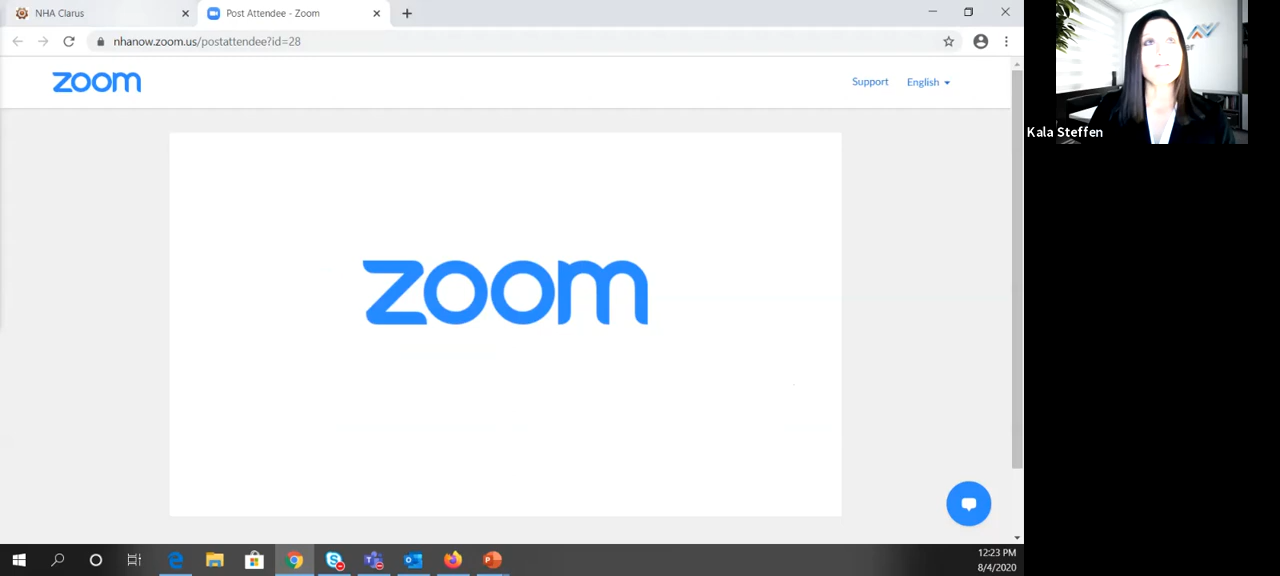 NHA Clarus
Post Attendee - Zoom
nhanow.zoom.us/postattendee?id=28
zoom
Support
English
zoom
Kala Steffen
12:23 PM
8/4/2020